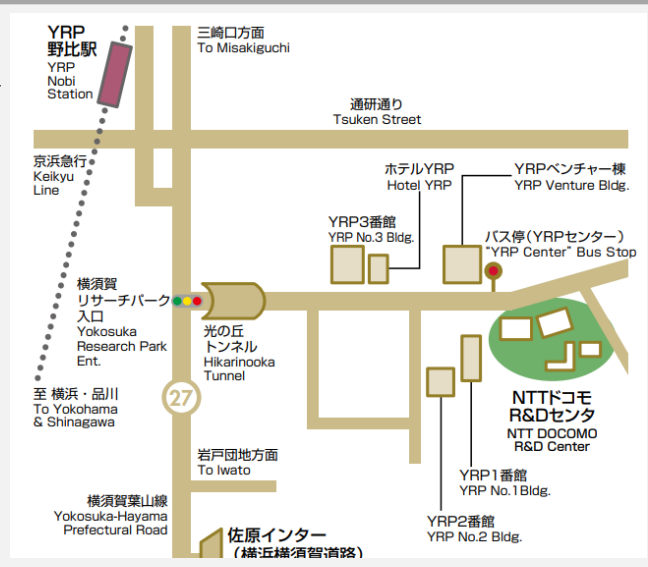 YRP
野比駅
YRP
Nobi
Station
三崎口方面
To Misakiguchi
通研通り
Tsuken Street
京浜急行
Keikyu
Line
ホテルYRP
Hotel YRP
YRPベンチャー棟
YRP Venture Bldg.
YRP3番館
YRP No.3 Bldg.
バス停(YRPセンター)
"YRP Center" Bus Stop
横須賀
リサーチパーク
入口
Yokosuka
Research Park
Ent.
光の丘
トンネル
Hikarinooka
Tunnel
27
至 横浜・品川
To Yokohama
& Shinagawa
NTTドコモ
R&Dセンタ
NTT DOCOMO
R&D Center
岩戸団地方面
To Iwato
YRP1番館
YRP No.1Bldg.
横須賀葉山線
Yokosuka-Hayama
Prefectural Road
YRP2番館
YRP No.2 Bldg.
佐原インター
(横浜横須賀道路)